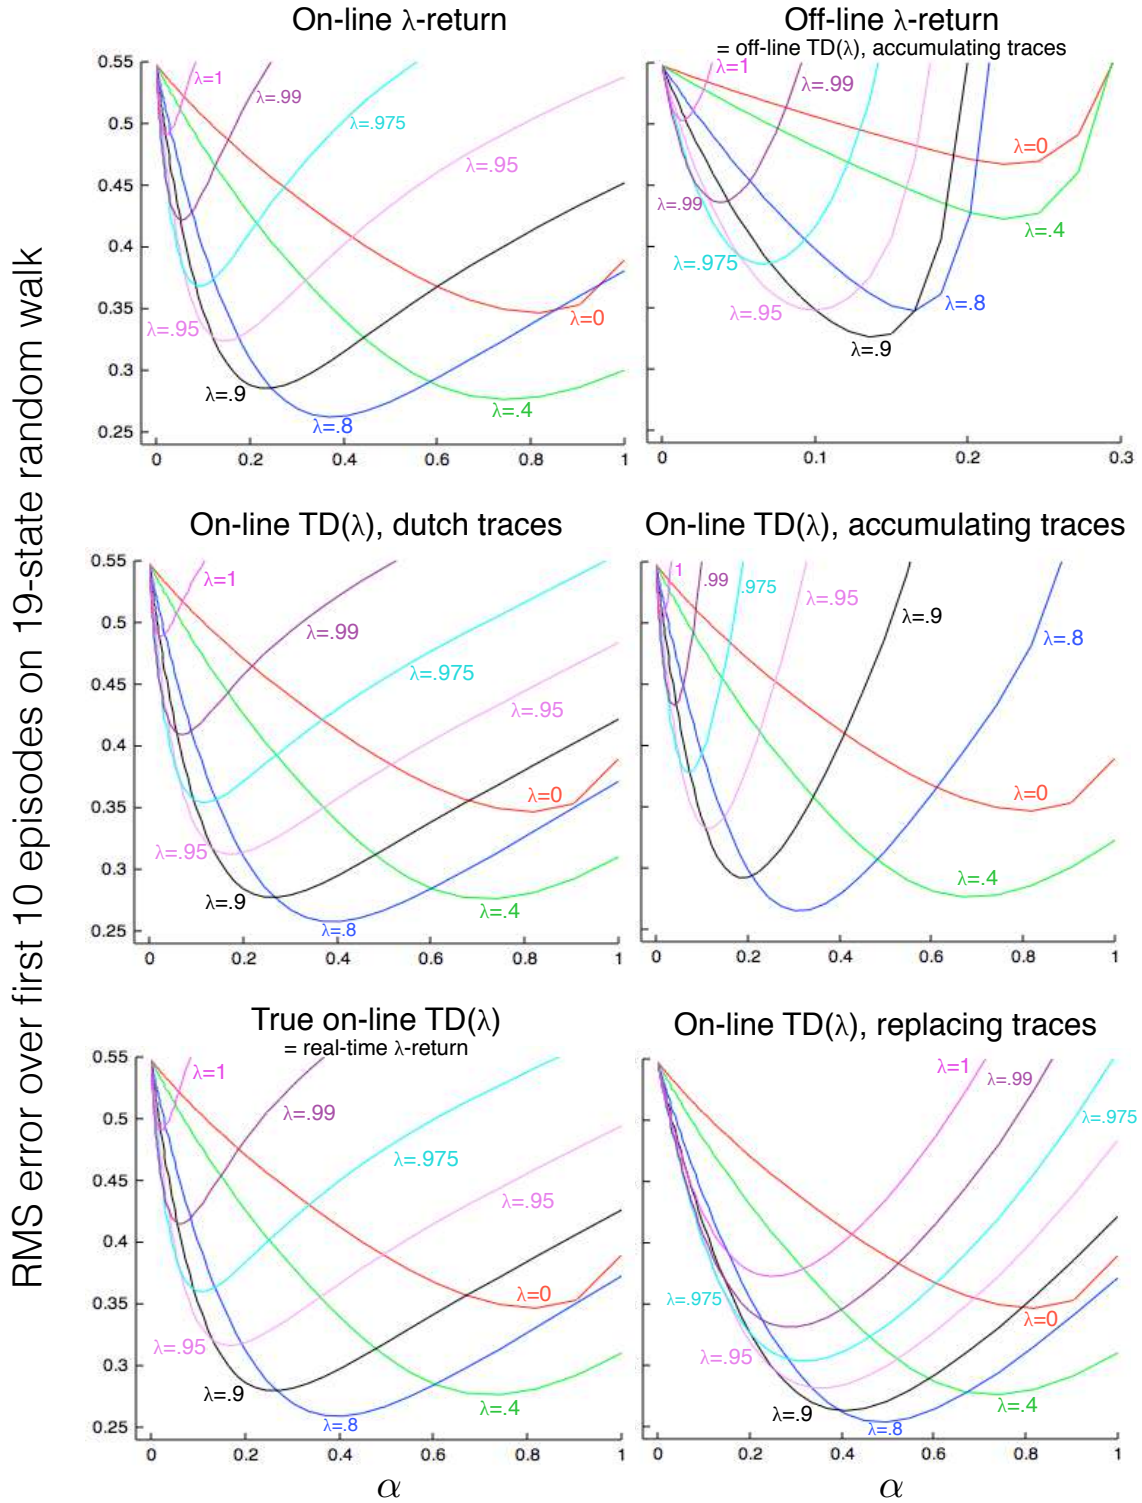 RMS error over first 10 episodes on 19-state random walk
On-line λ-return
0.55
0.5
0.45
0.4
0.35
0.3
0.25
0
0.2
0.4
0.6
0.8
1
λ=1
λ=.99
λ=.975
λ=.95
λ=.95
λ=0
λ=.9
λ=.4
λ=.8
Off-line λ-return
= off-line TD(λ), accumulating traces
λ=1
λ=.99
λ=0
λ=.99
λ=.4
λ=.975
λ=.95
λ=.8
λ=.9
0
0.1
0.2
0.3
On-line TD(λ), dutch traces
0.55
0.5
0.45
0.4
0.35
0.3
0.25
λ=1
λ=.99
λ=.975
λ=.95
λ=0
λ=.95
λ=.9
λ=.4
λ=.8
0
0.2
0.4
0.6
0.8
1
On-line TD(λ), accumulating traces
1
.99
.975
λ=.95
λ=.9
λ=.8
λ=0
λ=.4
0
0.2
0.4
0.6
0.8
1
True on-line TD(λ)
= real-time λ-return
0.55
0.5
0.45
0.4
0.35
0.3
0.25
λ=1
λ=.99
λ=.975
λ=.95
λ=0
λ=.95
λ=.9
λ=.4
λ=.8
0
0.2
0.4
0.6
0.8
1
α
On-line TD(λ), replacing traces
λ=1
λ=.99
λ=.975
λ=.975
λ=0
λ=.95
λ=.9
λ=.4
λ=.8
0
0.2
0.4
0.6
0.8
1
α